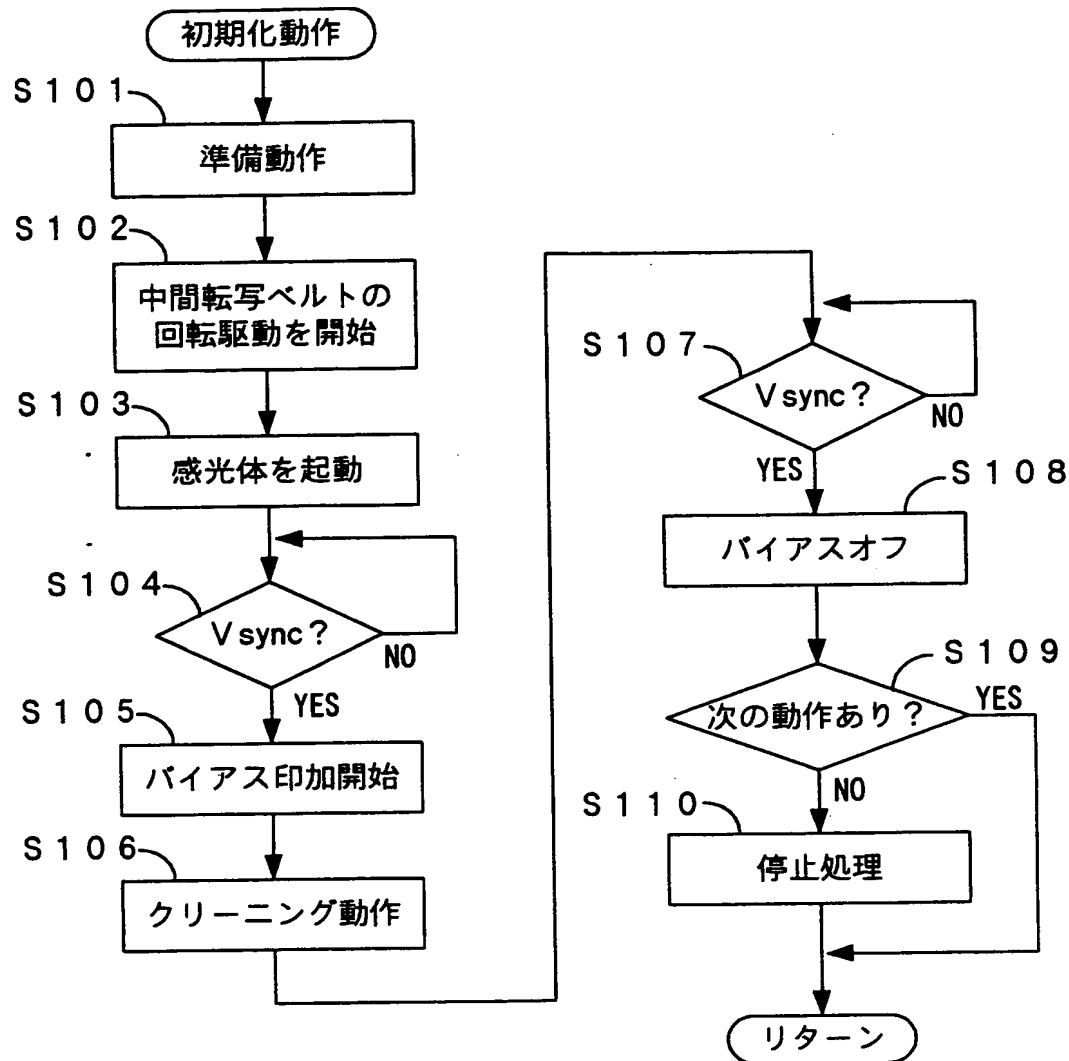 初期化動作
S101
準備動作
S102
中間転写ベルトの
回転駆動を開始
S103
感光体を起動
S104
Vsync?
NO
YES
S105
バイアス印加開始
S106
クリーニング動作
S107
Vsync?
NO
YES
S108
バイアスオフ
S109
次の動作あり?
YES
NO
S110
停止処理
リターン